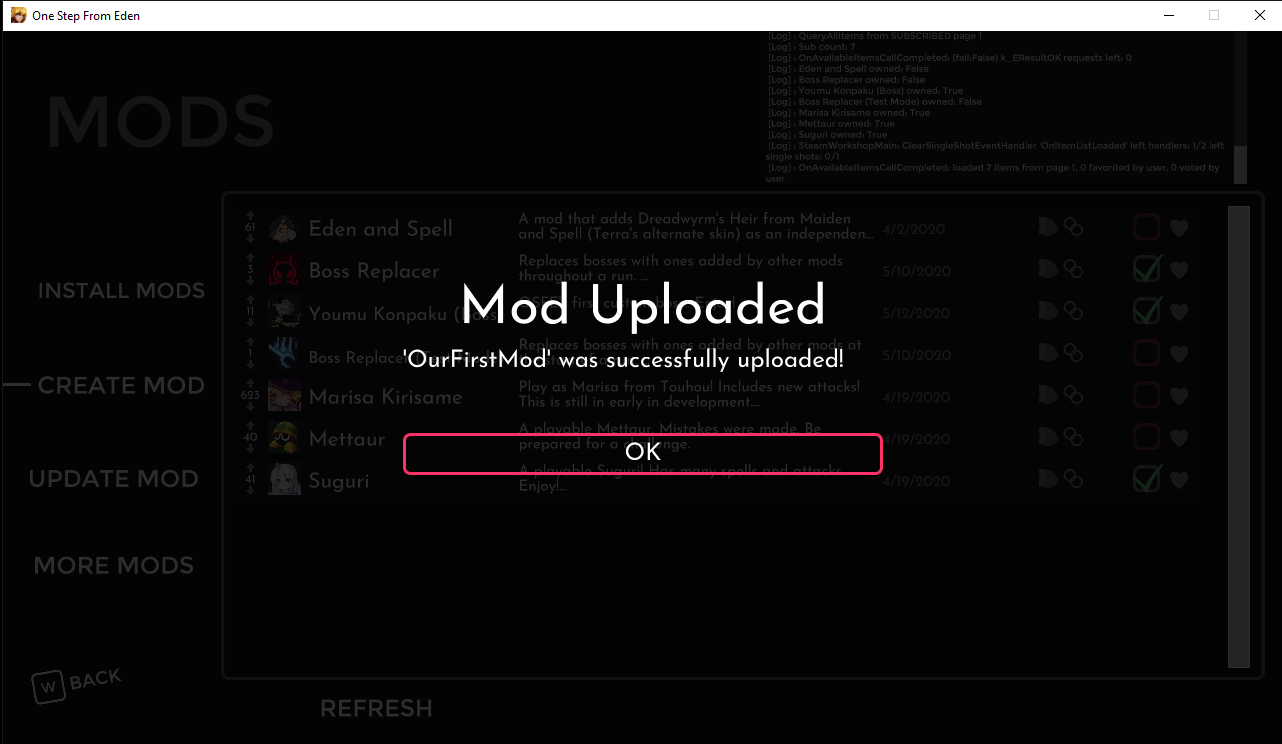 One Step From Eden
[Log] : QueryAllItems from SUBSCRIBED page 1
[Log] : Sub count: 7
[Log] : OnAvailableItemsCallCompleted: (fail:False) k_EResultOK requests left: 0
[Log] : Eden and Spell owned: False
[Log] : Boss Replacer owned: False
[Log] : Youmu Konpaku (Boss) owned: True
[Log] : Boss Replacer (Test Mode) owned: False
[Log] : Marisa Kirisame owned: True
[Log] : Mettaur owned: True
[Log] : Suguri owned: True
[Log] : SteamWorkshopMain: ClearSingleShotEventHandler 'OnItemListLoaded' left handlers: 1/2 left
single shots: 0/1
[Log] : OnAvailableItemsCallCompleted: loaded 7 items from page 1, 0 favorited by user, 0 voted by
user
MODS
INSTALL MODS
CREATE MOD
UPDATE MOD
MORE MODS
W BACK
61 Eden and Spell
A mod that adds Dreadwyrm's Heir from Maiden
and Spell (Terra's alternate skin) as an independen...
4/2/2020
3 Boss Replacer
Replaces bosses with ones added by other mods
throughout a run. ...
5/10/2020
11 Youmu Konpaku (Boss
first custom boss
5/12/2020
1 Boss Replacer
Replaces bosses with ones added by other mods at
5/10/2020
623 Marisa Kirisame
Play as Marisa from Touhou! Includes new attacks!
This is still in early in development....
4/19/2020
40 Mettaur
A playable Mettaur. Mistakes were made. Be
prepared for a challenge.
4/19/2020
41 Suguri
A playable Suguri! Has many spells and attacks.
Enjoy!...
4/19/2020
Mod Uploaded
'OurFirstMod' was successfully uploaded!
OK
REFRESH